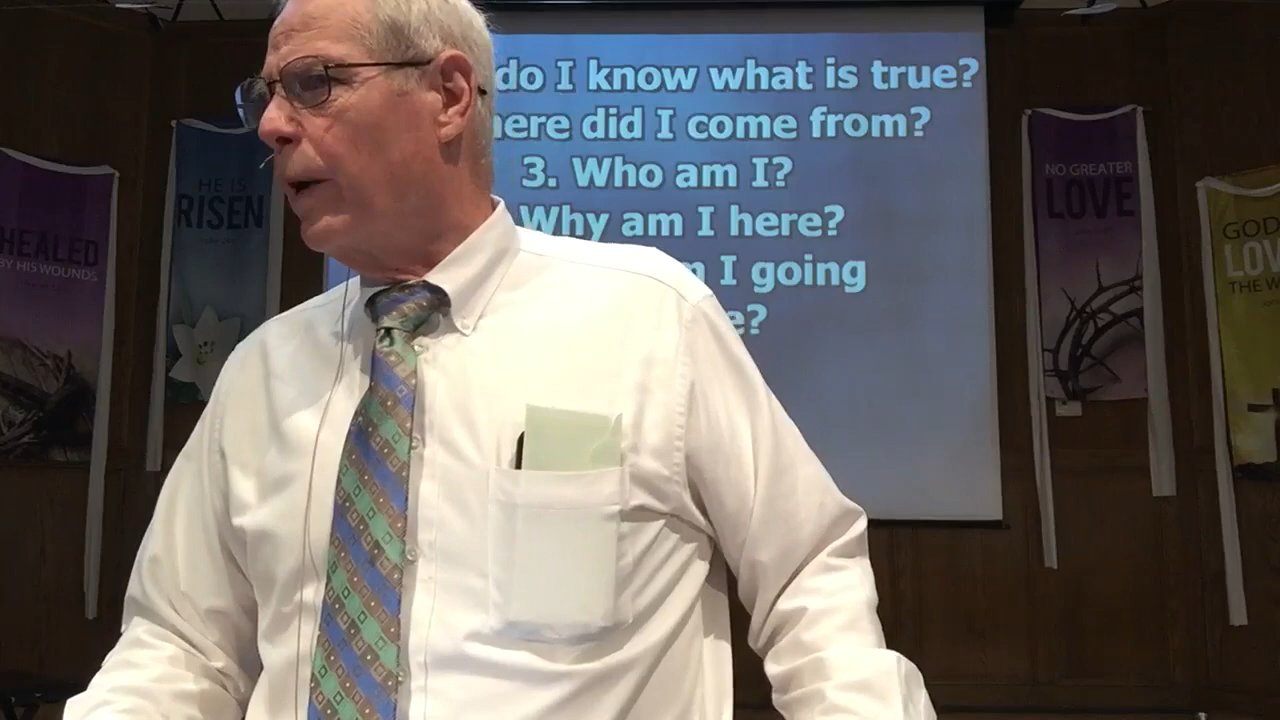 do I know what is true?
here did I come from?
3. Who am I?
Why am I here?
I going
e?
HEALED
BY HIS WOUNDS
HE IS
RISEN
NO GREATER
LOVE
GOD
LOV
THE W